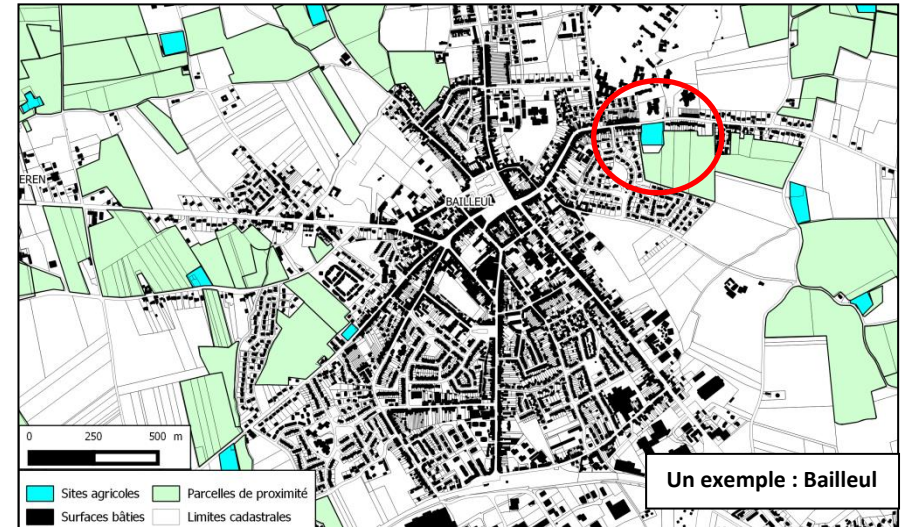 EREN
BAILLEUL
0 250 500 m
Un exemple : Bailleul
Sites agricoles Parcelles de proximité
Surfaces bâties Limites cadastrales